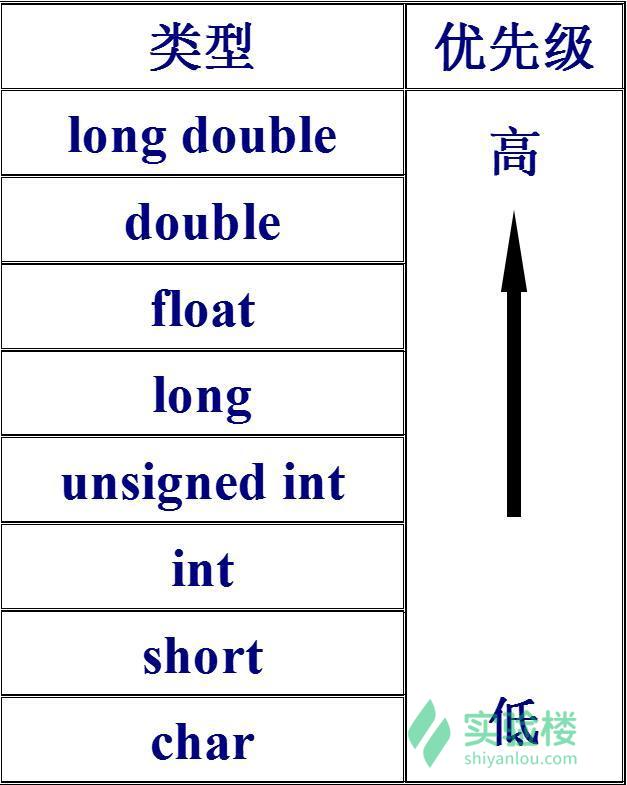 类型 优先级
long double 高
double
float
long
unsigned int
int
short
低 实验楼
char shiyanlou.com